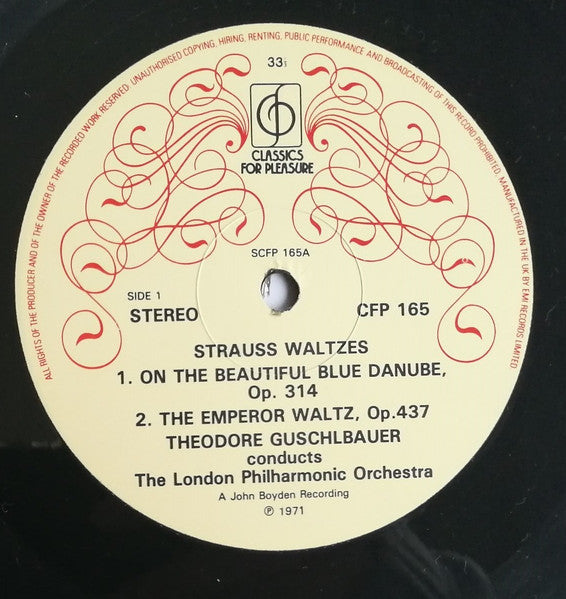 ALL RIGHTS OF THE PRODUCER AND OF THE OWNER OF THE RECORDED WORK RESERVED. UNAUTHORISED COPYING, HIRING, RENTING, PUBLIC PERFORMANCE AND BROADCASTING OF THIS RECORD PROHIBITED. MANUFACTURED IN THE UK BY EMI RECORDS LIMITED
33⅓
CLASSICS
FOR PLEASURE
SCFP 165A
SIDE 1
STEREO
CFP 165
STRAUSS WALTZES
1. ON THE BEAUTIFUL BLUE DANUBE,
Op. 314
2. THE EMPEROR WALTZ, Op.437
THEODORE GUSCHLBAUER
conducts
The London Philharmonic Orchestra
A John Boyden Recording
℗ 1971